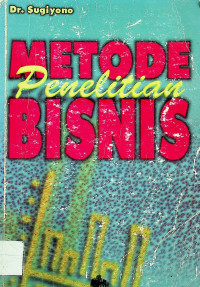 Dr. Sugiyono
METODE
Penelitian
BISNIS